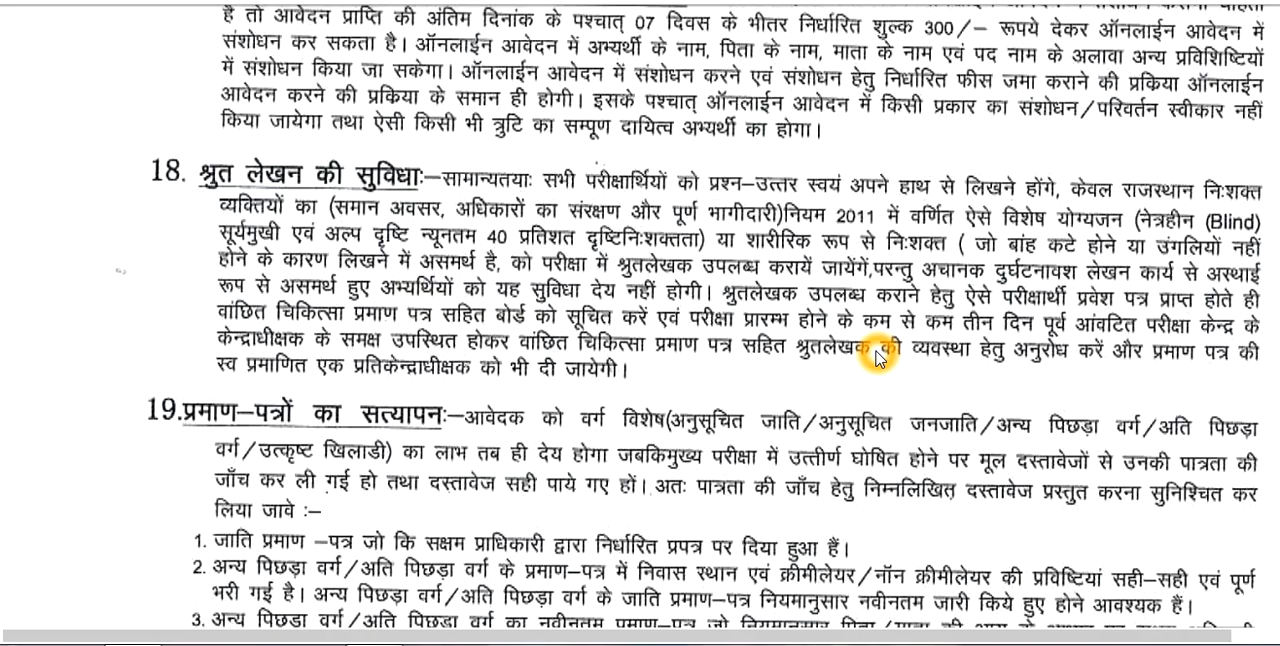 है तो आवेदन प्राप्ति की अंतिम दिनांक के पश्चात् 07 दिवस के भीतर निर्धारित शुल्क 300/– रूपये देकर ऑनलाईन आवेदन में
संशोधन कर सकता है। ऑनलाईन आवेदन में अभ्यर्थी के नाम, पिता के नाम, माता के नाम एवं पद नाम के अलावा अन्य प्रविशिष्टियों
में संशोधन किया जा सकेगा। ऑनलाईन आवेदन में संशोधन करने एवं संशोधन हेतु निर्धारित फीस जमा कराने की प्रकिया ऑनलाईन
आवेदन करने की प्रकिया के समान ही होगी। इसके पश्चात् ऑनलाईन आवेदन में किसी प्रकार का संशोधन/परिवर्तन स्वीकार नहीं
किया जायेगा तथा ऐसी किसी भी त्रुटि का सम्पूण दायित्व अभ्यर्थी का होगा।
18. श्रुत लेखन की सुविधाः–सामान्यतयाः सभी परीक्षार्थियों को प्रश्न–उत्तर स्वयं अपने हाथ से लिखने होंगे, केवल राजस्थान निःशक्त
व्यक्तियों का (समान अवसर, अधिकारों का संरक्षण और पूर्ण भागीदारी)नियम 2011 में वर्णित ऐसे विशेष योग्यजन (नेत्रहीन (Blind)
सूर्यमुखी एवं अल्प दृष्टि न्यूनतम 40 प्रतिशत दृष्टिनिःशक्तता) या शारीरिक रूप से निःशक्त ( जो बांह कटे होने या उंगलियों नहीं
होने के कारण लिखने में असमर्थ है, को परीक्षा में श्रुतलेखक उपलब्ध करायें जायेंगें,परन्तु अचानक दुर्घटनावश लेखन कार्य से अस्थाई
रूप से असमर्थ हुए अभ्यर्थियों को यह सुविधा देय नहीं होगी। श्रुतलेखक उपलब्ध कराने हेतु ऐसे परीक्षार्थी प्रवेश पत्र प्राप्त होते ही
वांछित चिकित्सा प्रमाण पत्र सहित बोर्ड को सूचित करें एवं परीक्षा प्रारम्भ होने के कम से कम तीन दिन पूर्व आंवटित परीक्षा केन्द्र के
केन्द्राधीक्षक के समक्ष उपस्थित होकर वांछित चिकित्सा प्रमाण पत्र सहित श्रुतलेखक की व्यवस्था हेतु अनुरोध करें और प्रमाण पत्र की
स्व प्रमाणित एक प्रतिकेन्द्राधीक्षक को भी दी जायेगी।
19.प्रमाण–पत्रों का सत्यापनः–आवेदक को वर्ग विशेष(अनुसूचित जाति/अनुसूचित जनजाति/अन्य पिछड़ा वर्ग/अति पिछड़ा
वर्ग/उत्कृष्ट खिलाडी) का लाभ तब ही देय होगा जबकिमुख्य परीक्षा में उत्तीर्ण घोषित होने पर मूल दस्तावेजों से उनकी पात्रता की
जाँच कर ली गई हो तथा दस्तावेज सही पाये गए हों। अतः पात्रता की जाँच हेतु निम्नलिखित दस्तावेज प्रस्तुत करना सुनिश्चित कर
लिया जावे :–
1. जाति प्रमाण –पत्र जो कि सक्षम प्राधिकारी द्वारा निर्धारित प्रपत्र पर दिया हुआ हैं।
2. अन्य पिछड़ा वर्ग/अति पिछड़ा वर्ग के प्रमाण–पत्र में निवास स्थान एवं क्रीमीलेयर/नॉन क्रीमीलेयर की प्रविष्टियां सही–सही एवं पूर्ण
भरी गई है। अन्य पिछड़ा वर्ग/अति पिछड़ा वर्ग के जाति प्रमाण–पत्र नियमानुसार नवीनतम जारी किये हुए होने आवश्यक हैं।
3. अन्य पिछड़ा वर्ग/अति पिछड़ा वर्ग का नवीनतम प्रमाण–पत्र जो नियमानुसार पिता/माता की आय के